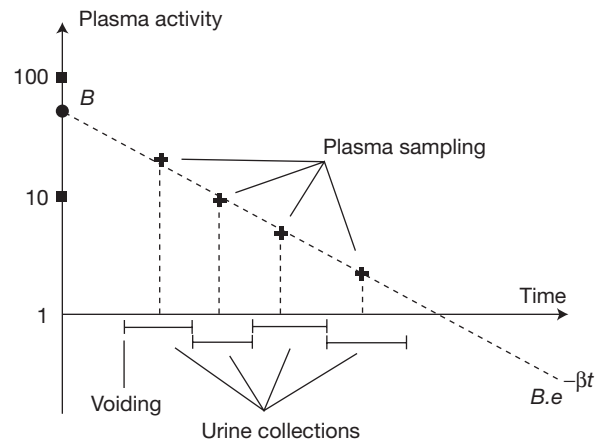 Plasma activity
100
B
Plasma sampling
10
Time
1
B.e–βt
Voiding
Urine collections